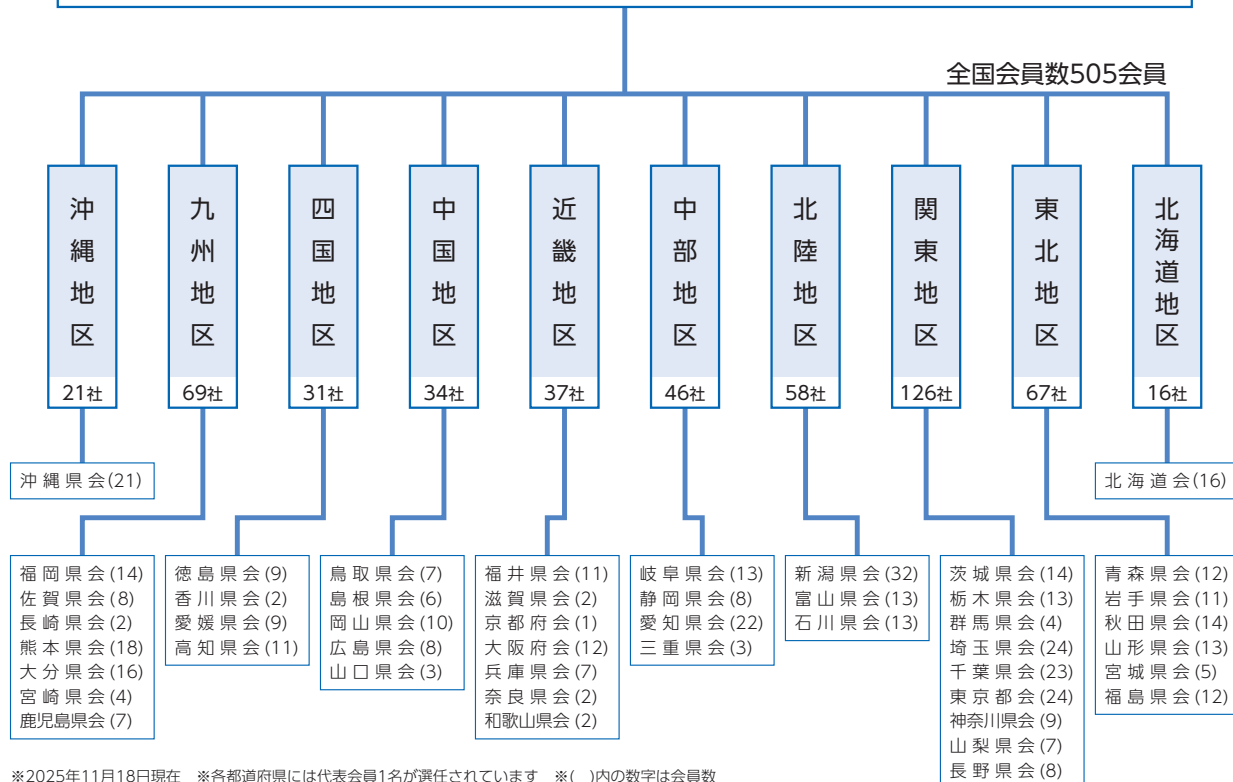 全国会員数505会員
沖縄地区
21社
九州地区
69社
四国地区
31社
中国地区
34社
近畿地区
37社
中部地区
46社
北陸地区
58社
関東地区
126社
東北地区
67社
北海道地区
16社
沖縄県会(21)
北海道会(16)
福岡県会(14)
佐賀県会(8)
長崎県会(2)
熊本県会(18)
大分県会(16)
宮崎県会(4)
鹿児島県会(7)
徳島県会(9)
香川県会(2)
愛媛県会(9)
高知県会(11)
鳥取県会(7)
島根県会(6)
岡山県会(10)
広島県会(8)
山口県会(3)
福井県会(11)
滋賀県会(2)
京都府会(1)
大阪府会(12)
兵庫県会(7)
奈良県会(2)
和歌山県会(2)
岐阜県会(13)
静岡県会(8)
愛知県会(22)
三重県会(3)
新潟県会(32)
富山県会(13)
石川県会(13)
茨城県会(14)
栃木県会(13)
群馬県会(4)
埼玉県会(24)
千葉県会(23)
東京都会(24)
神奈川県会(9)
山梨県会(7)
長野県会(8)
青森県会(12)
岩手県会(11)
秋田県会(14)
山形県会(13)
宮城県会(5)
福島県会(12)
※2025年11月18日現在 ※各都道府県には代表会員1名が選任されています ※( )内の数字は会員数